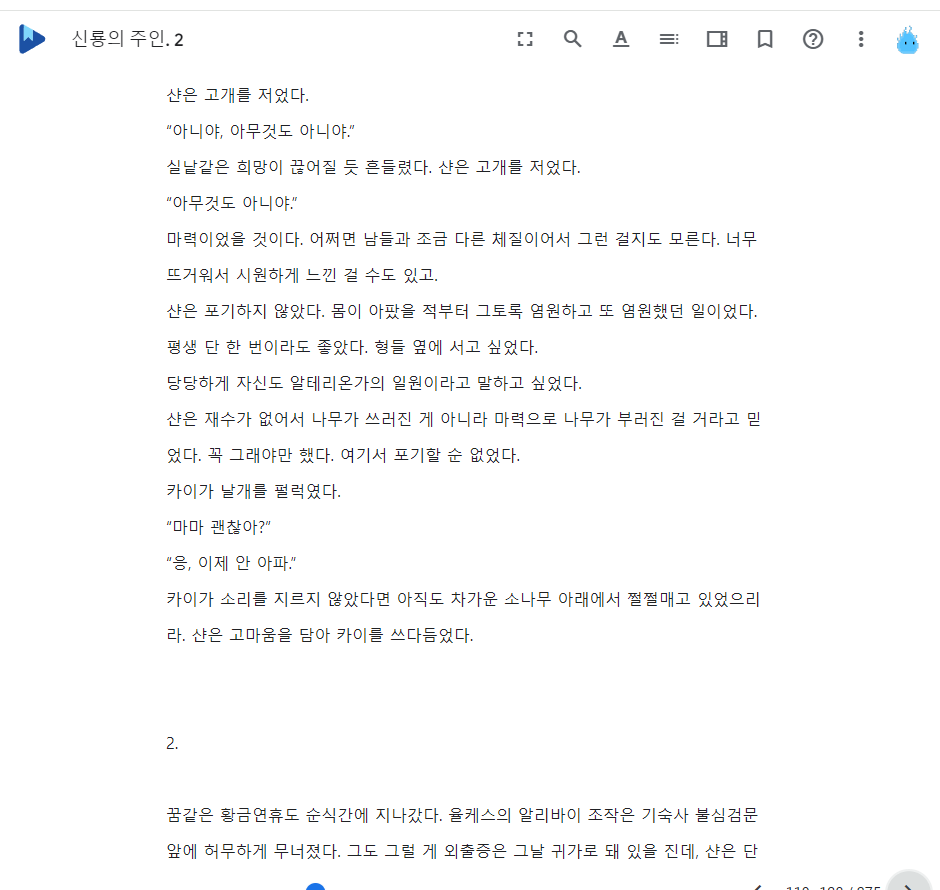 신룡의 주인. 2
샨은 고개를 저었다.
“아니야, 아무것도 아니야.”
실낱같은 희망이 끊어질 듯 흔들렸다. 샨은 고개를 저었다.
“아무것도 아니야.”
마력이었을 것이다. 어쩌면 남들과 조금 다른 체질이어서 그런 걸지도 모른다. 너무
뜨거워서 시원하게 느낀 걸 수도 있고.
샨은 포기하지 않았다. 몸이 아팠을 적부터 그토록 염원하고 또 염원했던 일이었다.
평생 단 한 번이라도 좋았다. 형들 옆에 서고 싶었다.
당당하게 자신도 알테리온가의 일원이라고 말하고 싶었다.
샨은 재수가 없어서 나무가 쓰러진 게 아니라 마력으로 나무가 부러진 걸 거라고 믿
었다. 꼭 그래야만 했다. 여기서 포기할 순 없었다.
카이가 날개를 펄럭였다.
“마마 괜찮아?”
“응, 이제 안 아파.”
카이가 소리를 지르지 않았다면 아직도 차가운 소나무 아래에서 쩔쩔매고 있었으리
라. 샨은 고마움을 담아 카이를 쓰다듬었다.
2.
꿈같은 황금연휴도 순식간에 지나갔다. 율케스의 알리바이 조작은 기숙사 불심검문
앞에 허무하게 무너졌다. 그도 그럴 게 외출증은 그날 귀가로 돼 있을 진데, 샨은 단